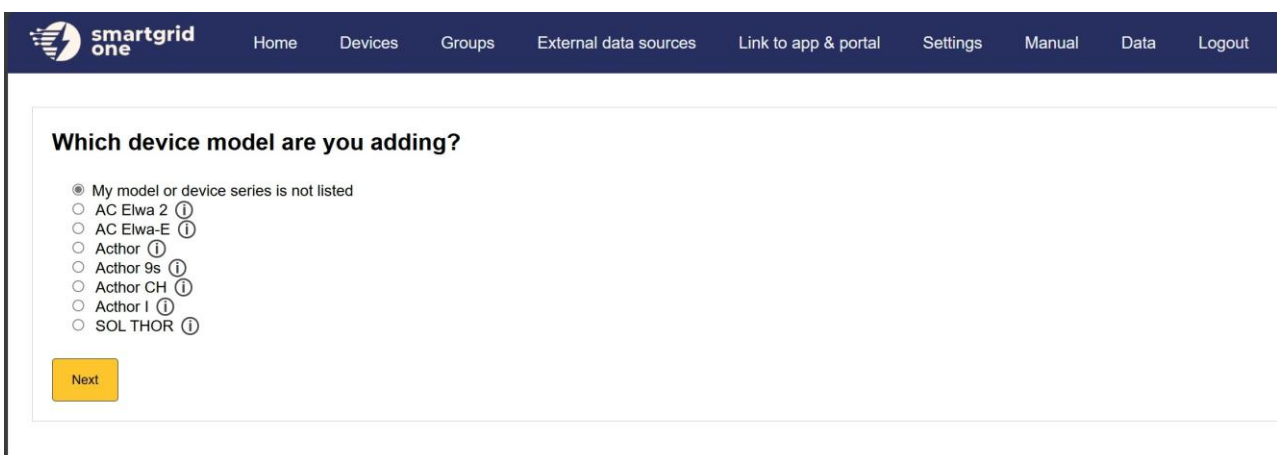 smartgrid
one
Home Devices Groups External data sources Link to app & portal Settings Manual Data Logout
Which device model are you adding?
My model or device series is not listed
AC Elwa 2 i
AC Elwa-E i
Acthor i
Acthor 9s i
Acthor CH i
Acthor I i
SOL THOR i
Next